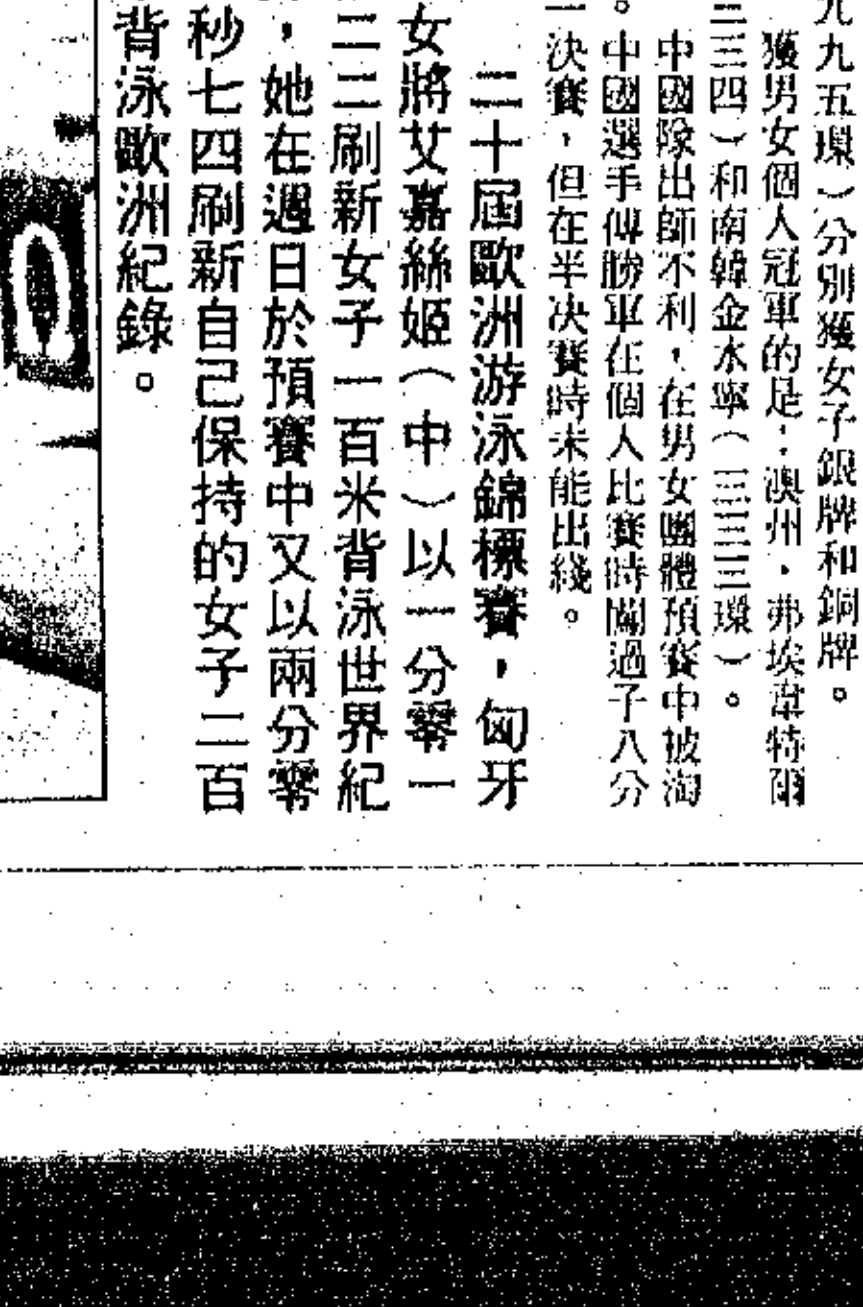 九九五環）分別獲女子銀牌和銅牌。
獲男女個人冠軍的是：澳州·弗埃韋特爾
三三四）和南韓金水寧（三三三環）。
中國隊出師不利，在男女團體預賽中被淘
。中國選手傅勝軍在個人比賽時闖過子八分
一決賽，但在半決賽時未能出綫。
二十屆歐洲游泳錦標賽，匈牙
女將艾嘉絲姬（中）以一分零一
三二刷新女子一百米背泳世界紀
，她在週日於預賽中又以兩分零
秒七四刷新自己保持的女子二百
背泳歐洲紀錄。